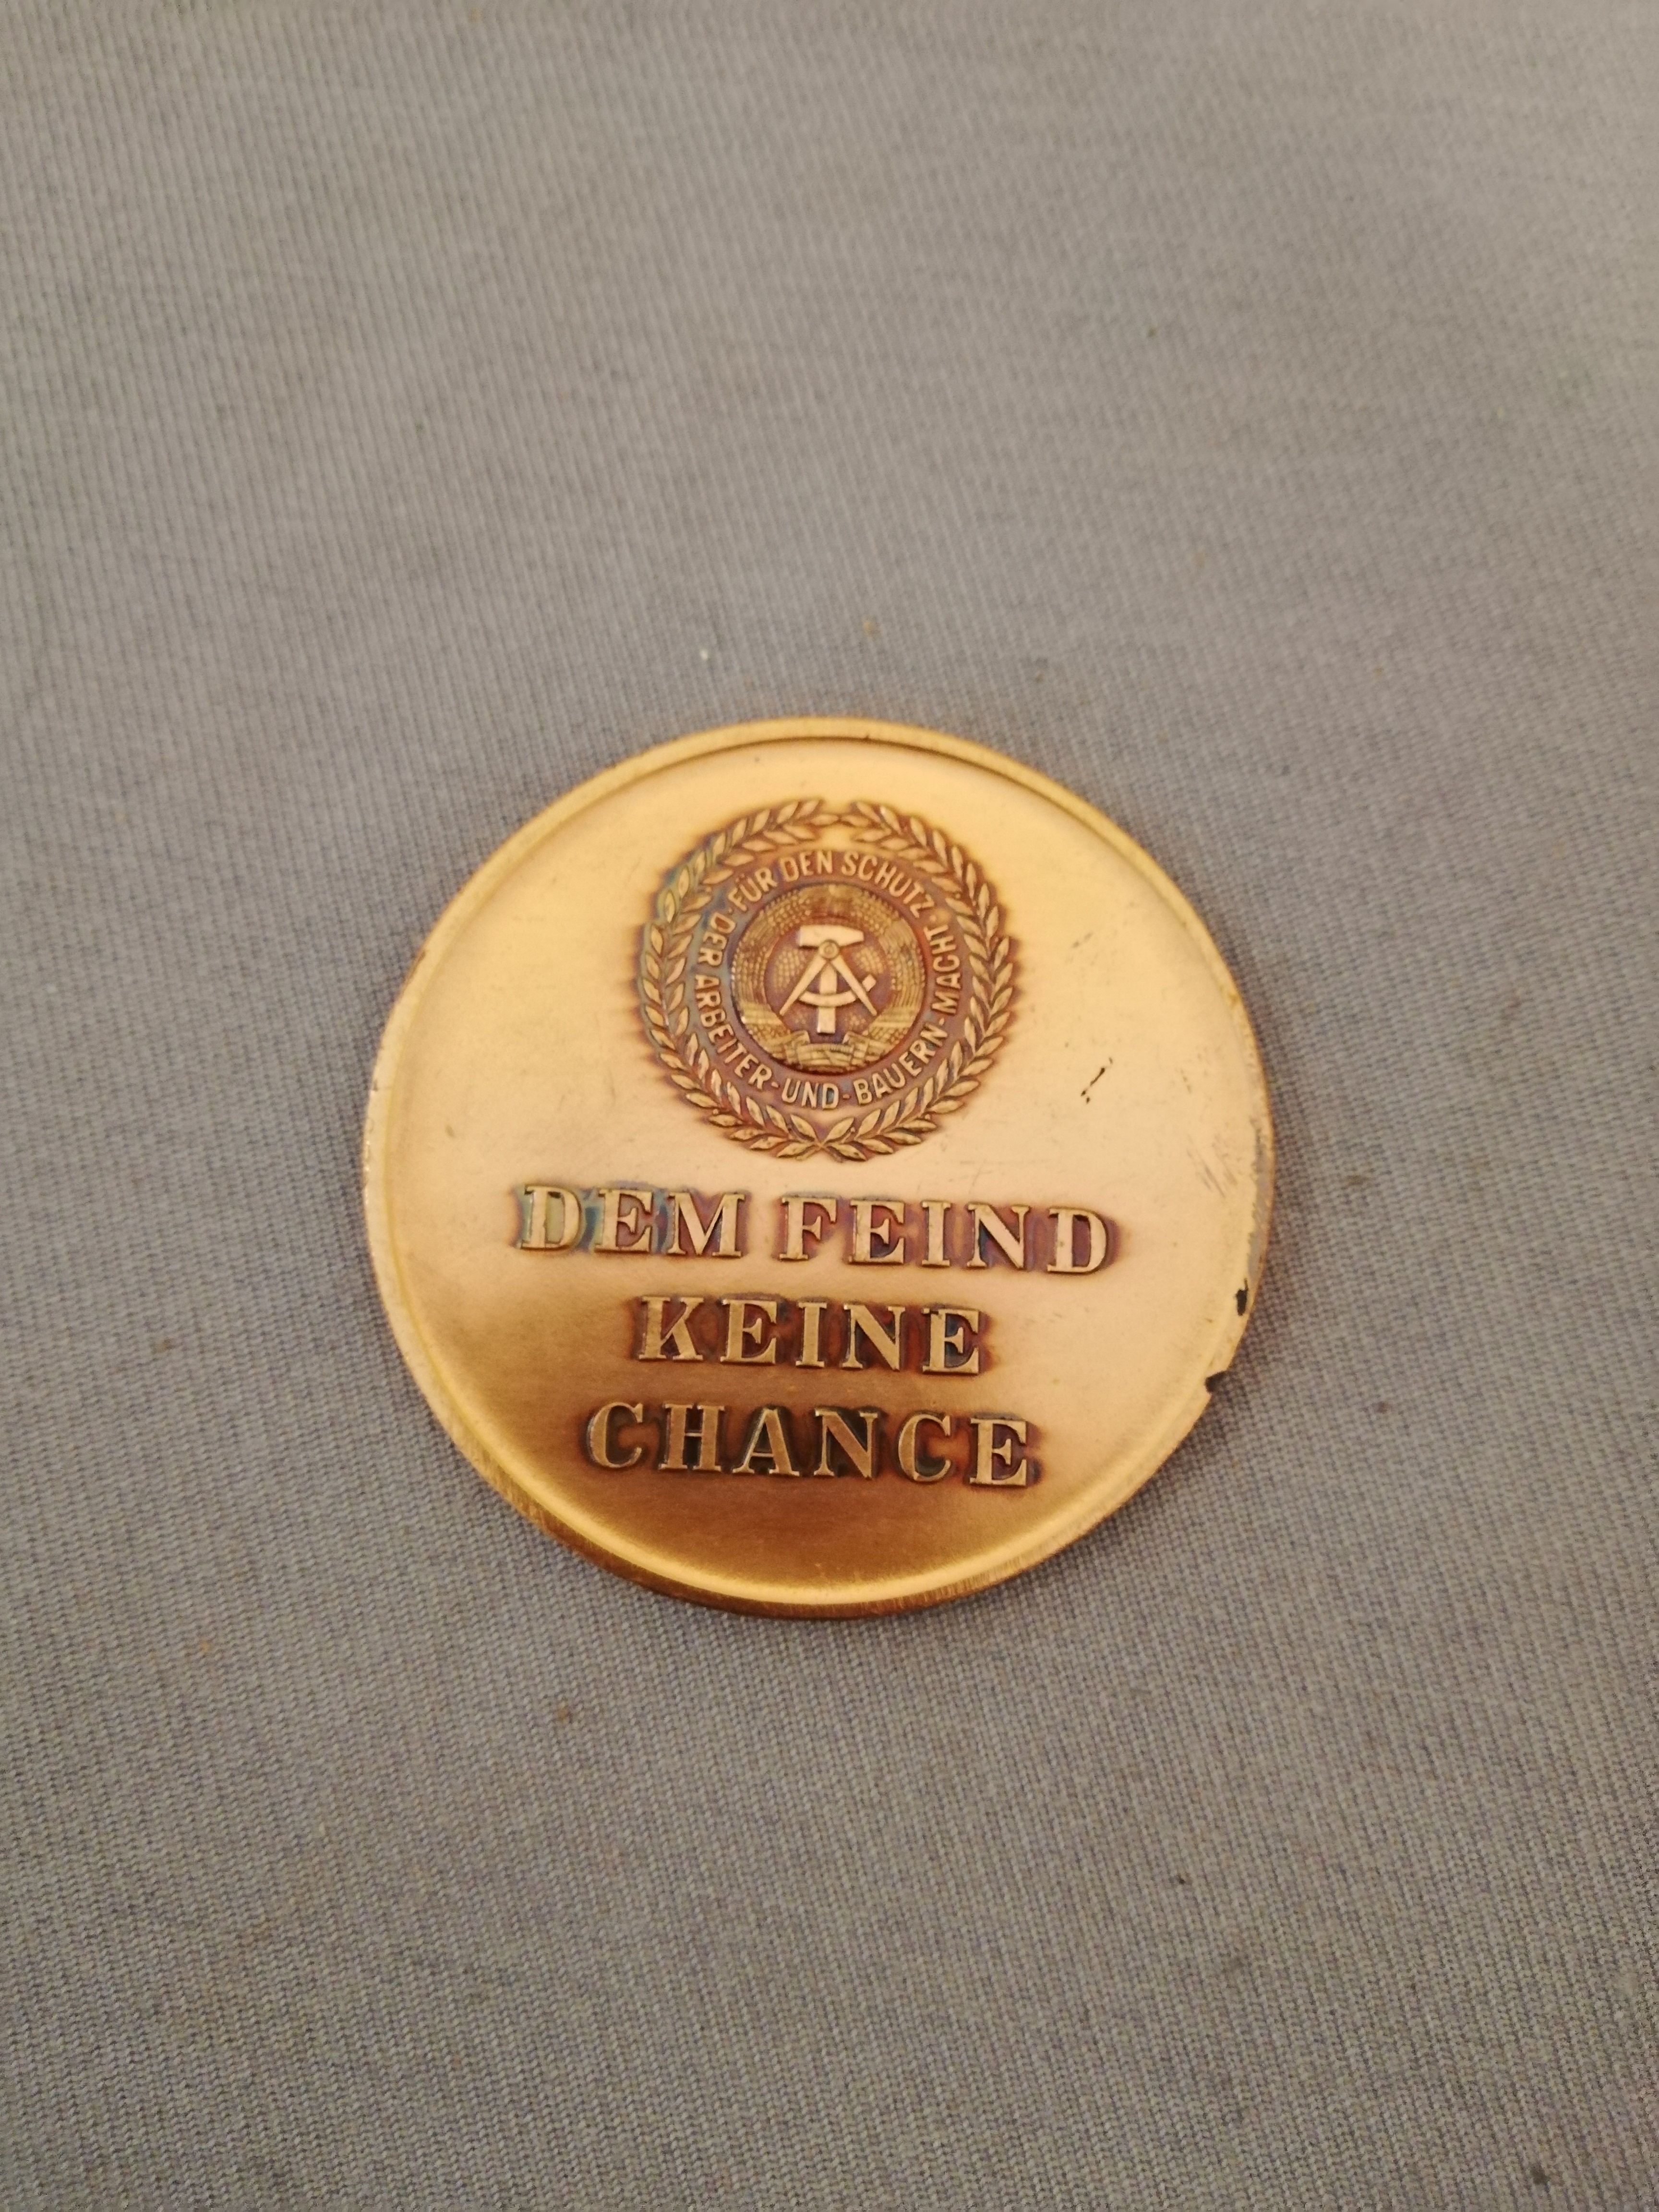 FÜR DEN SCHUTZ
DER ARBEITER-UND-BAUERN-MACHT
DEM FEIND
KEINE
CHANCE